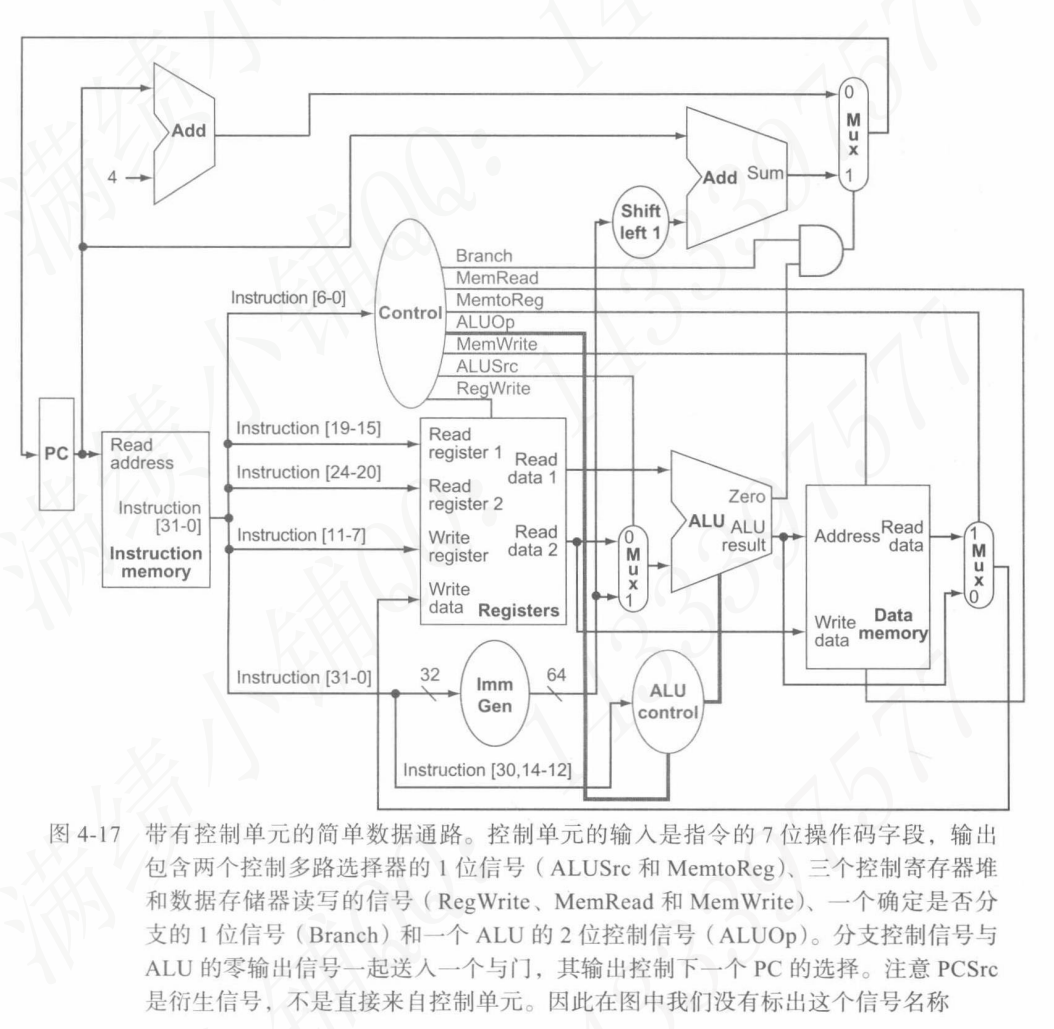 0
Mux
1
Add
4
Add Sum
Shift
left 1
Branch
MemRead
Instruction [6-0]
MemtoReg
Control
ALUOp
MemWrite
ALUSrc
RegWrite
PC
Read
address
Instruction
[31-0]
Instruction
memory
Instruction [19-15]
Instruction [24-20]
Instruction [11-7]
Read
register 1
Read
data 1
Read
register 2
Write
register
Read
data 2
Write
data
Registers
0
Mux
1
Zero
ALU
ALU
result
Address
Read
data
Write
data
Data
memory
1
Mux
0
Instruction [31-0]
32
Imm
Gen
64
ALU
control
Instruction [30,14-12]
图 4-17 带有控制单元的简单数据通路。控制单元的输入是指令的 7 位操作码字段，输出
包含两个控制多路选择器的 1 位信号（ALUSrc 和 MemtoReg）、三个控制寄存器堆
和数据存储器读写的信号（RegWrite、MemRead 和 MemWrite）、一个确定是否分
支的 1 位信号（Branch）和一个 ALU 的 2 位控制信号（ALUOp）。分支控制信号与
ALU 的零输出信号一起送入一个与门，其输出控制下一个 PC 的选择。注意 PCSrc
是衍生信号，不是直接来自控制单元。因此在图中我们没有标出这个信号名称